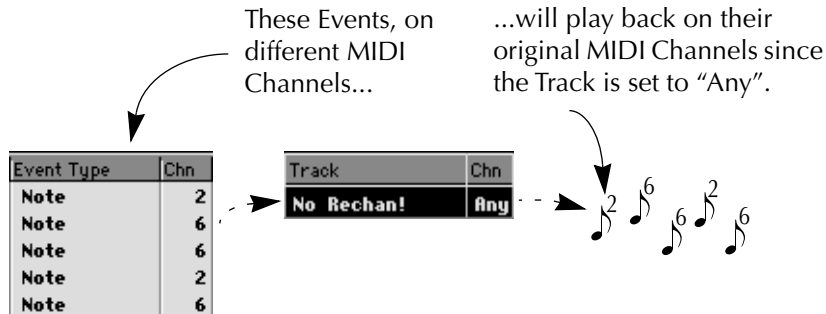 These Events, on
different MIDI
Channels...
...will play back on their
original MIDI Channels since
the Track is set to “Any”.
Event Type Chn
Note 2
Note 6
Note 6
Note 2
Note 6
Track Chn
No Rechan! Any
2 6 6 2 6